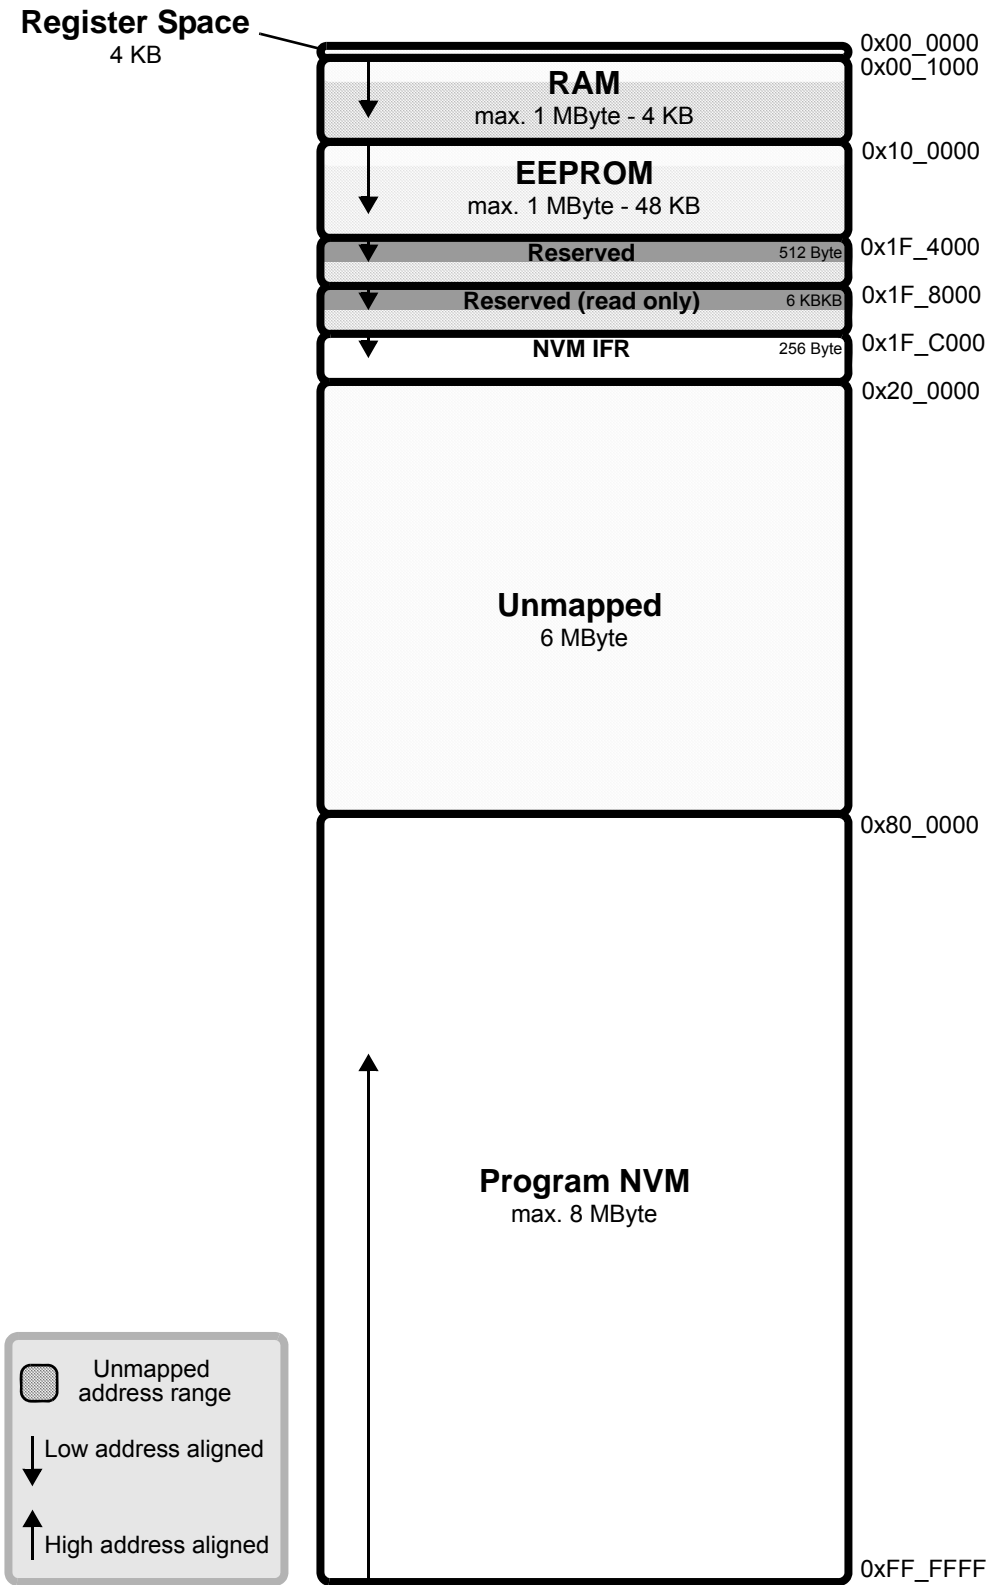 Register Space
4 KB
0x00_0000
0x00_1000
RAM
max. 1 MByte - 4 KB
0x10_0000
EEPROM
max. 1 MByte - 48 KB
0x1F_4000
Reserved
512 Byte
0x1F_8000
Reserved (read only)
6 KBKB
0x1F_C000
NVM IFR
256 Byte
0x20_0000
Unmapped
6 MByte
0x80_0000
Program NVM
max. 8 MByte
Unmapped
address range
Low address aligned
High address aligned
0xFF_FFFF